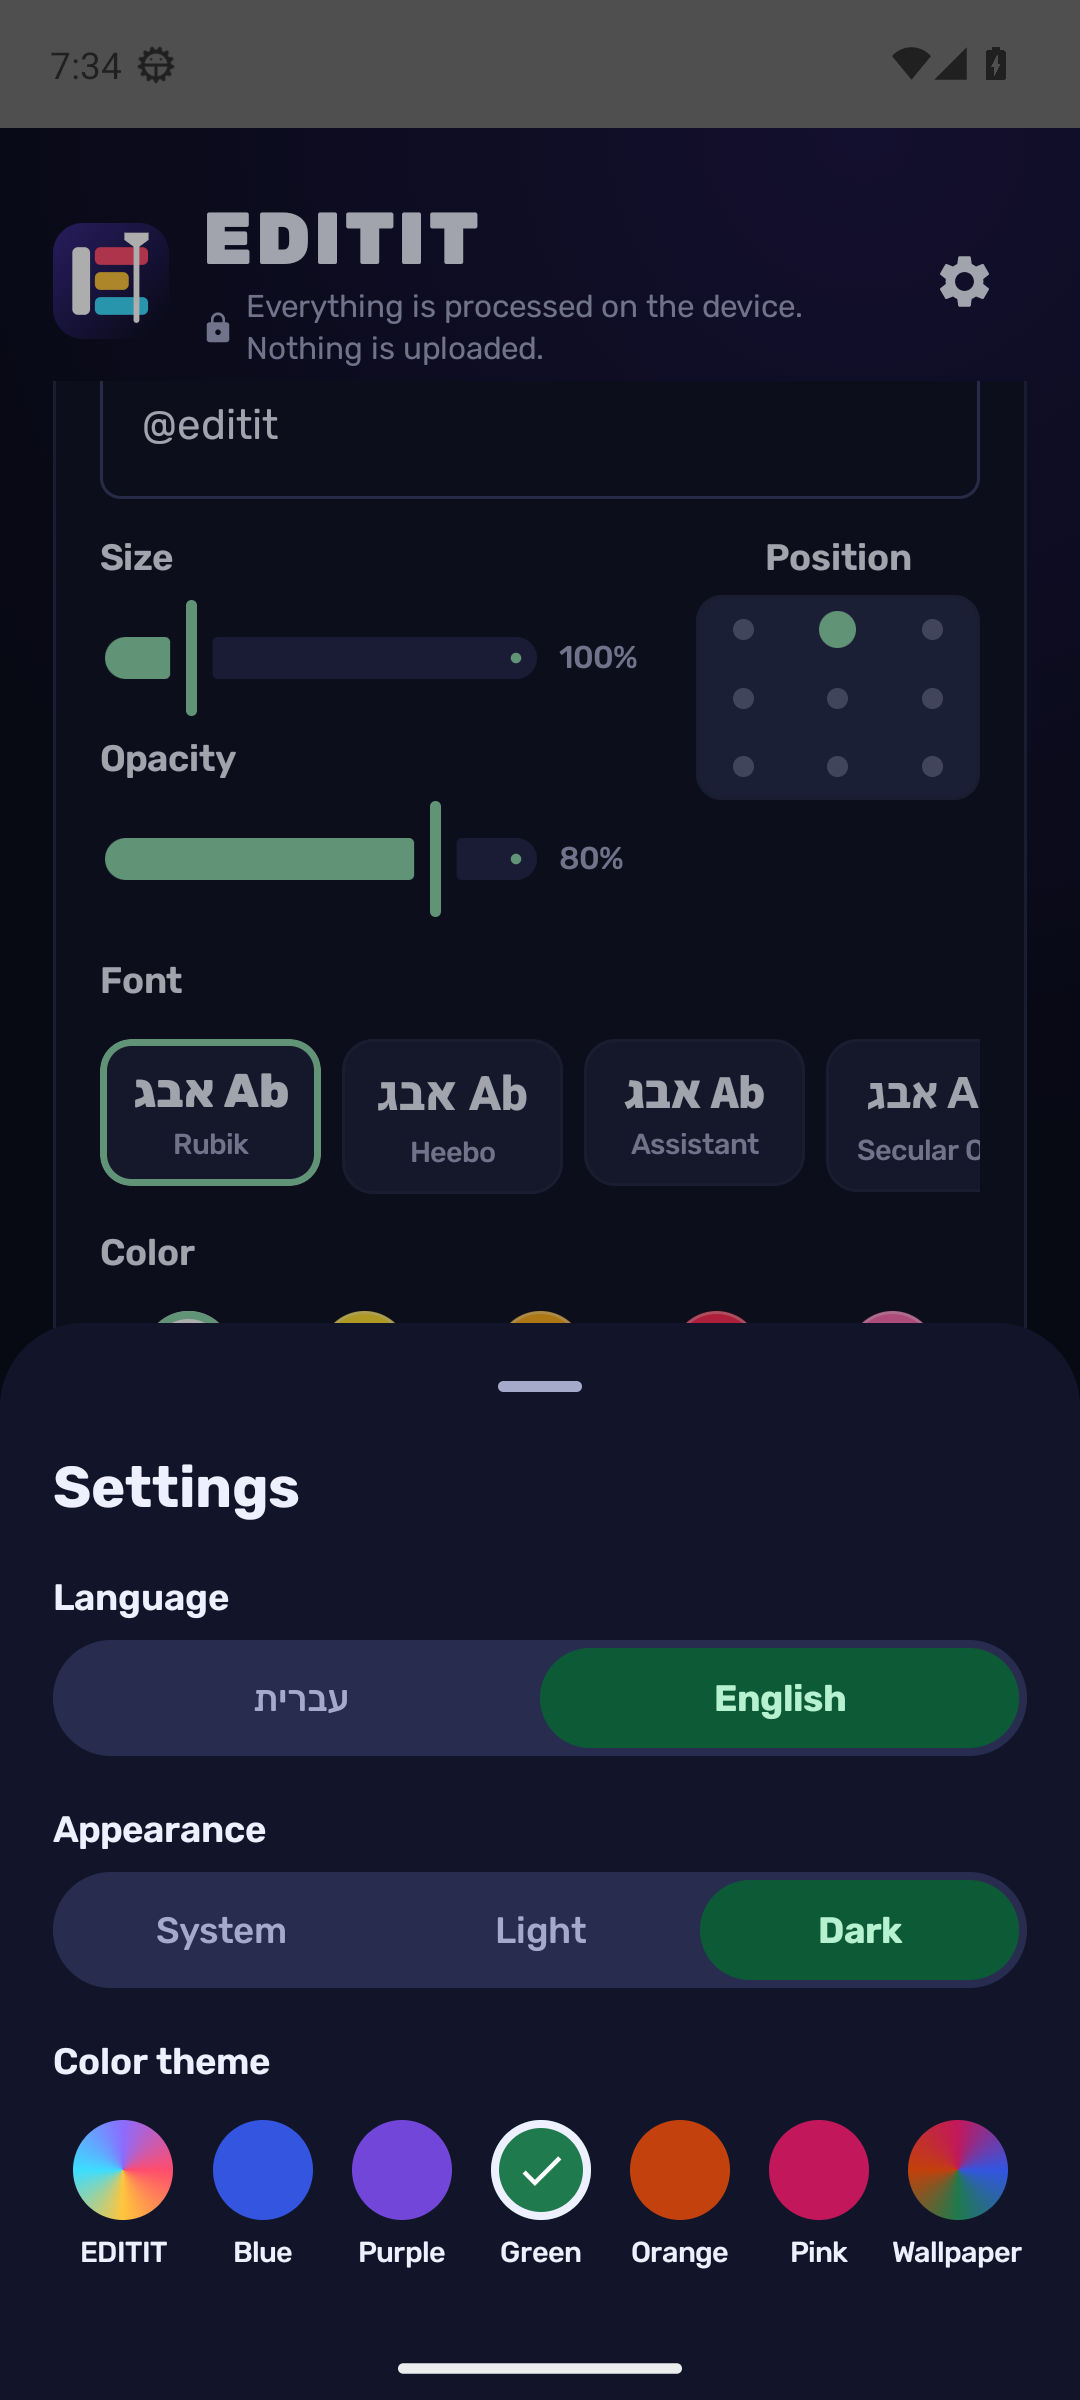 7:34
EDITIT
Everything is processed on the device.
Nothing is uploaded.
@editit
Size
Position
100%
Opacity
80%
Font
אבג Ab
Rubik
אבג Ab
Heebo
אבג Ab
Assistant
אבג A
Secular
Color
Settings
Language
עברית
English
Appearance
System
Light
Dark
Color theme
EDITIT
Blue
Purple
Green
Orange
Pink
Wallpaper